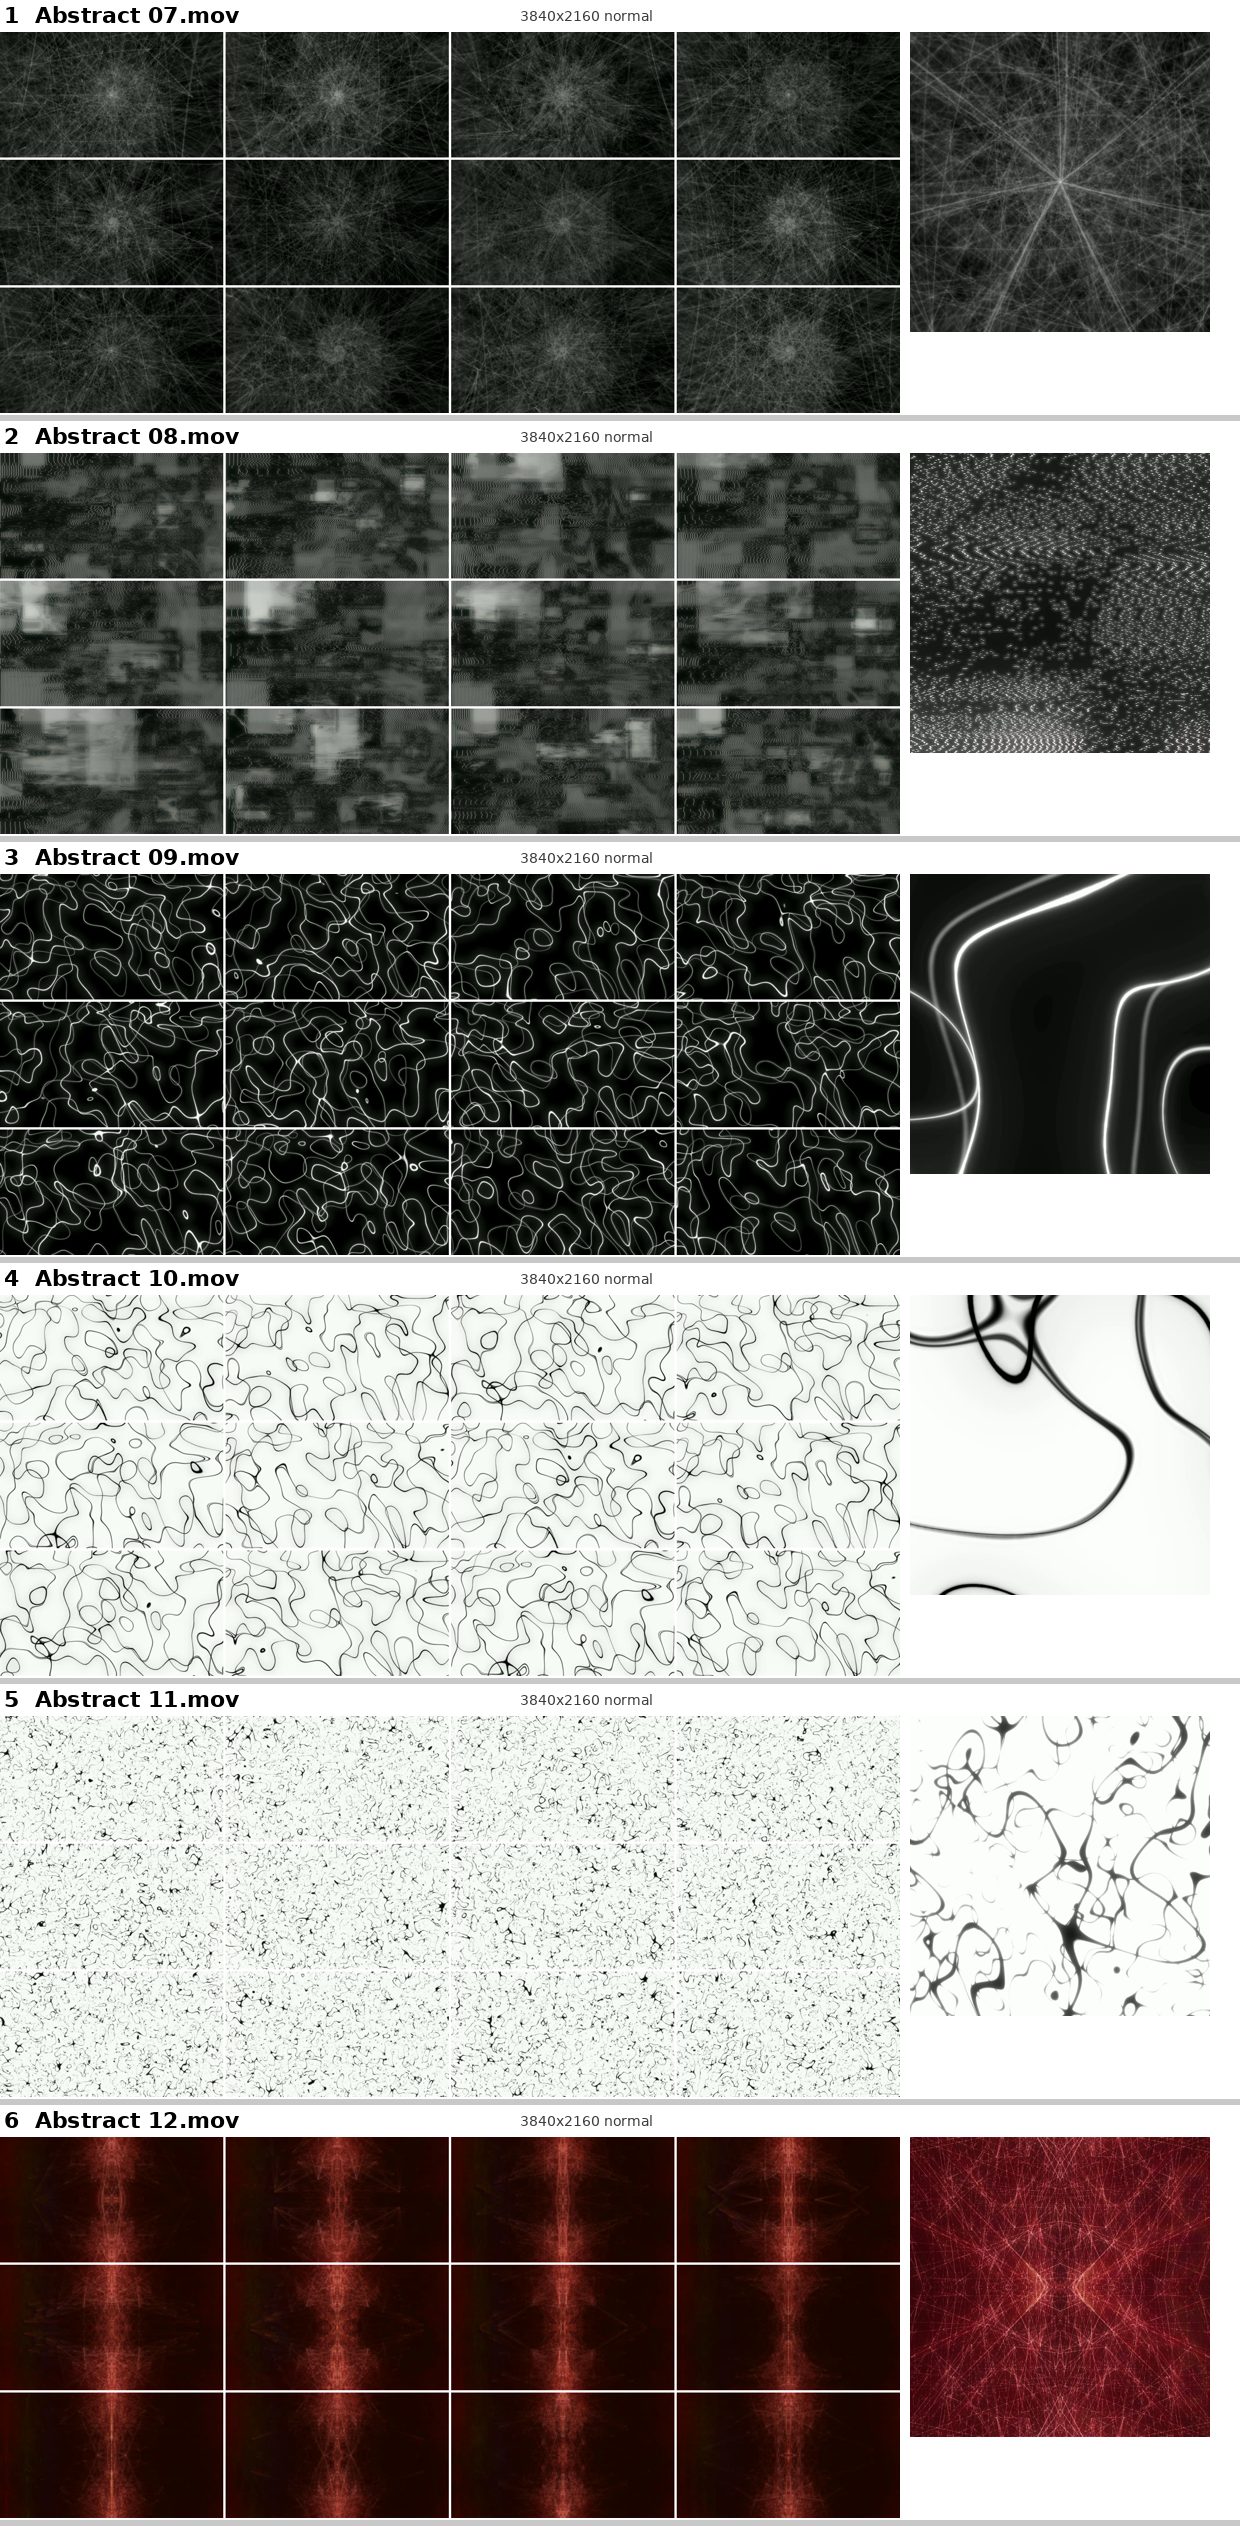 1 Abstract 07.mov 3840x2160 normal
2 Abstract 08.mov 3840x2160 normal
3 Abstract 09.mov 3840x2160 normal
4 Abstract 10.mov 3840x2160 normal
5 Abstract 11.mov 3840x2160 normal
6 Abstract 12.mov 3840x2160 normal